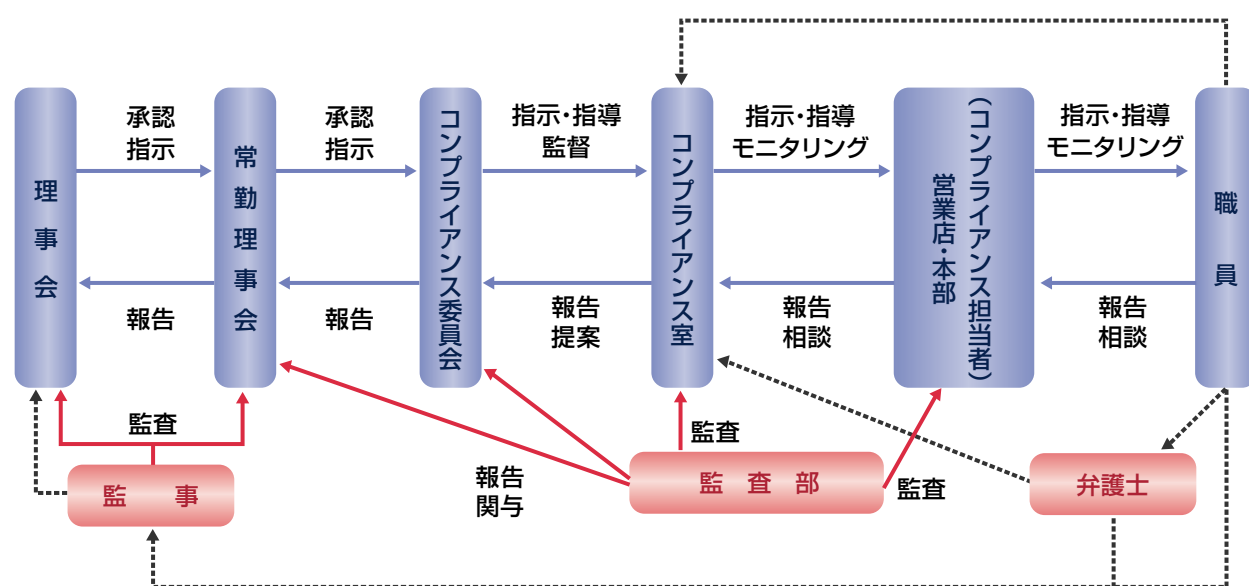 理事会
承認
指示
報告
常勤理事会
承認
指示
報告
コンプライアンス委員会
指示・指導
監督
報告
提案
コンプライアンス室
指示・指導
モニタリング
報告
相談
営業店・本部
(コンプライアンス担当者)
指示・指導
モニタリング
報告
相談
職員
監査
監事
報告
関与
監査
監査部
監査
弁護士